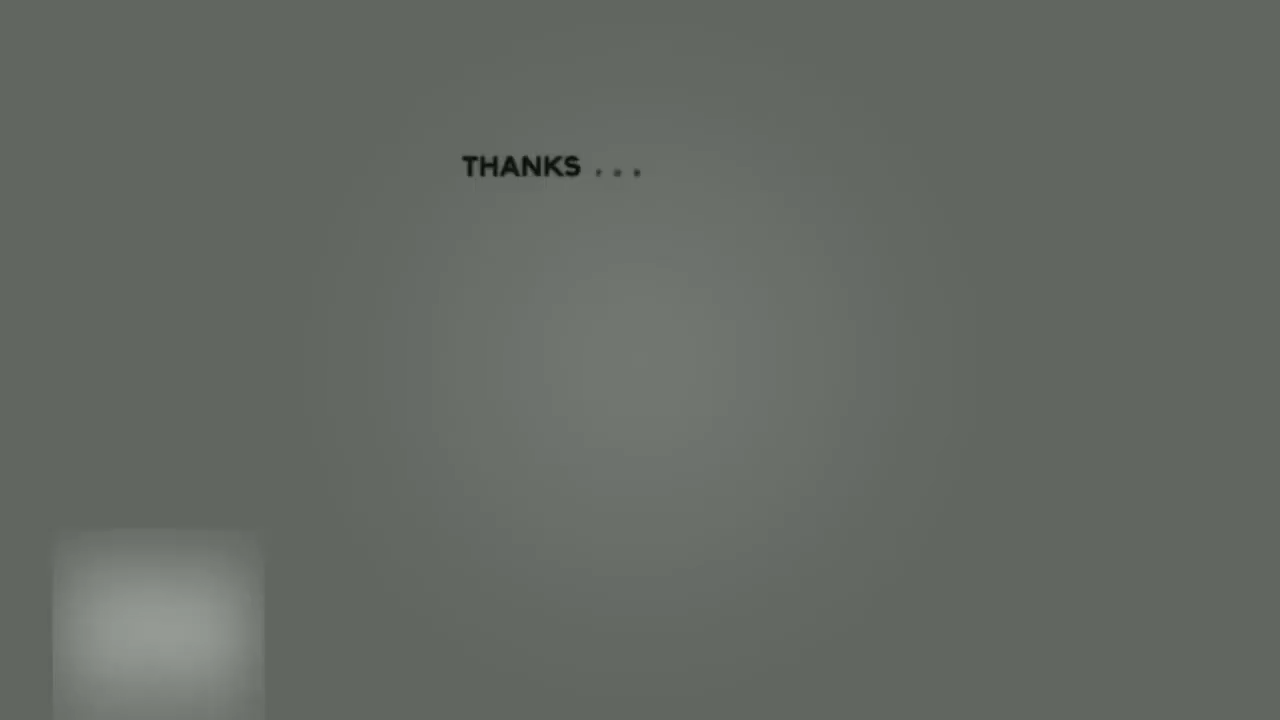 THANKS . . .